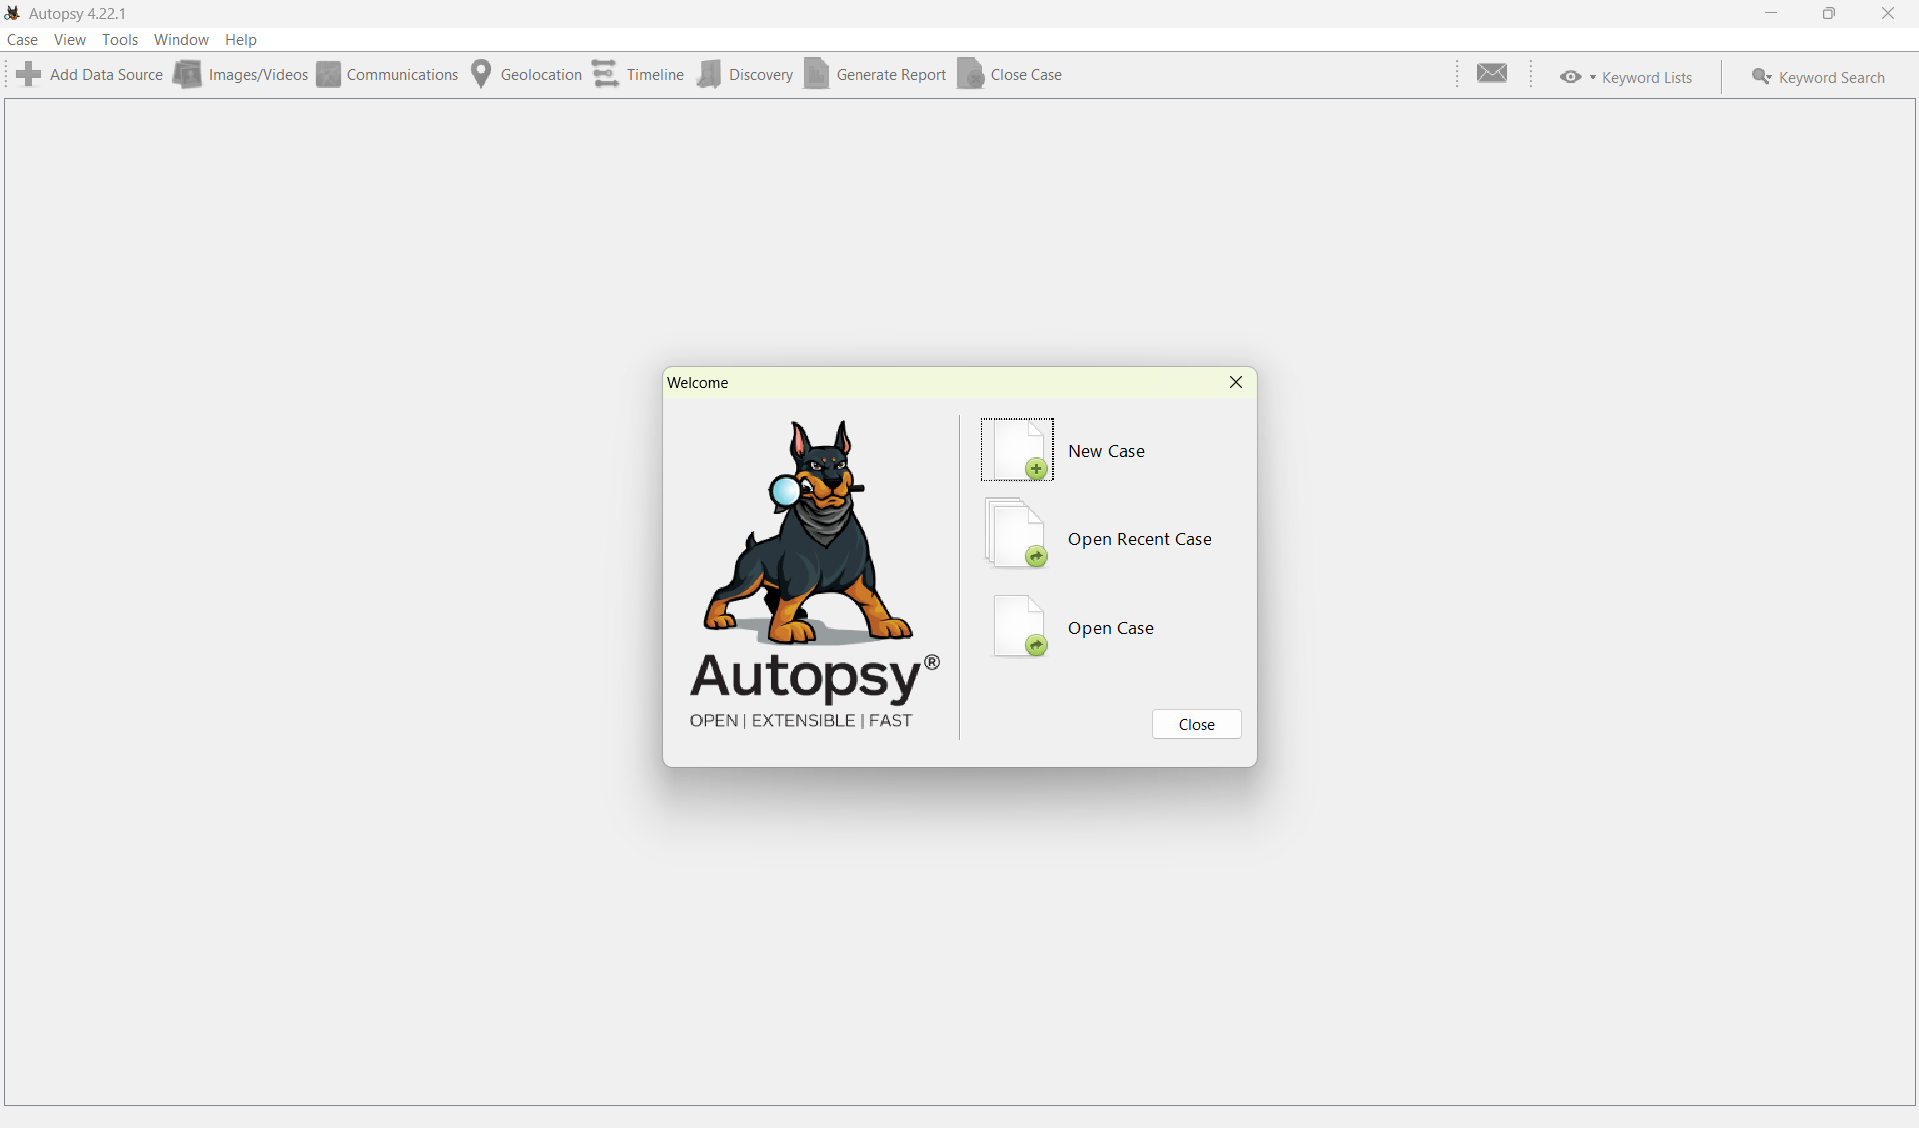 Autopsy 4.22.1
Case View Tools Window Help
Add Data Source Images/Videos Communications Geolocation Timeline Discovery Generate Report Close Case Keyword Lists Keyword Search
Welcome
New Case
Open Recent Case
Open Case
Autopsy®
OPEN | EXTENSIBLE | FAST
Close